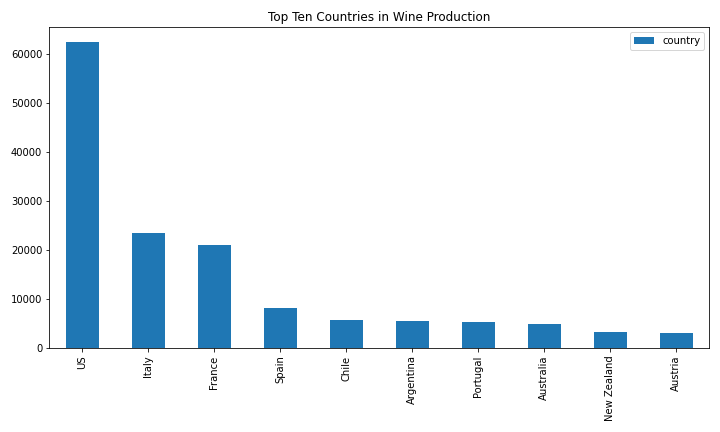 Top Ten Countries in Wine Production
country
60000
50000
40000
30000
20000
10000
0
US
Italy
France
Spain
Chile
Argentina
Portugal
Australia
New Zealand
Austria